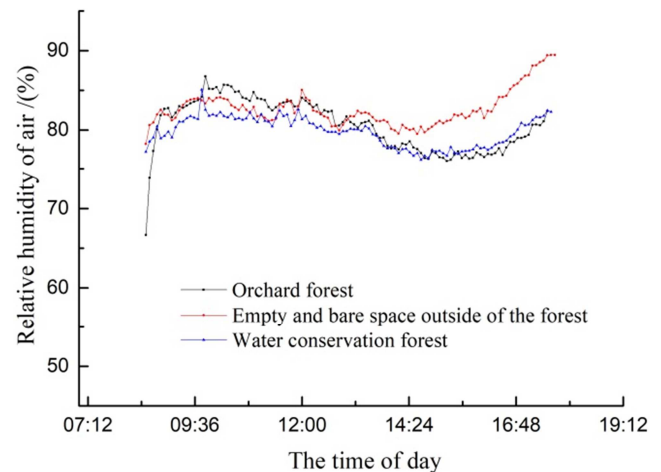 Relative humidity of air /(%)
90
80
70
60
50
Orchard forest
Empty and bare space outside of the forest
Water conservation forest
07:12 09:36 12:00 14:24 16:48 19:12
The time of day